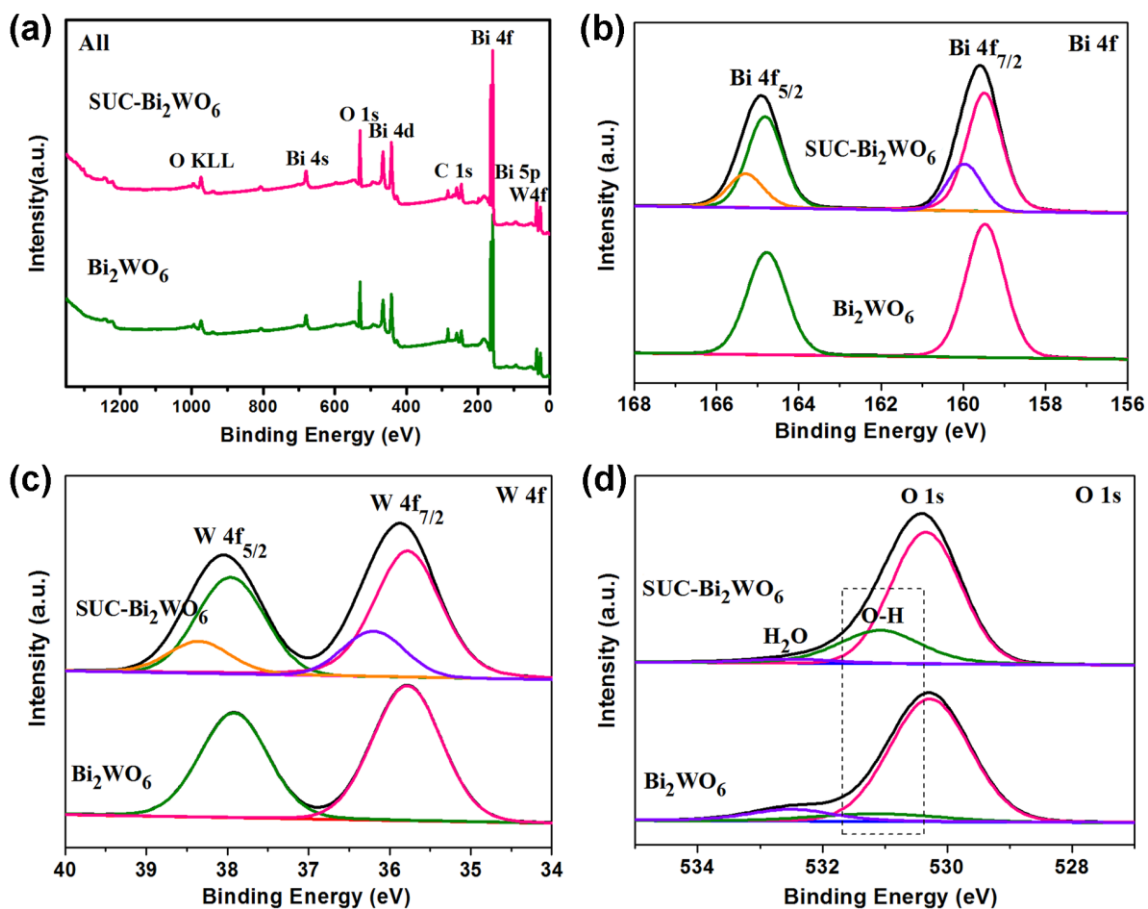 (a)
All
SUC-Bi₂WO₆
Bi₂WO₆
O KLL
Bi 4s
O 1s
Bi 4d
C 1s
Bi 4f
Bi 5p
W4f
Intensity(a.u.)
1200 1000 800 600 400 200 0
Binding Energy (eV)
(b)
Bi 4f
Bi 4f₅/₂
Bi 4f₇/₂
SUC-Bi₂WO₆
Bi₂WO₆
Intensity (a.u.)
168 166 164 162 160 158 156
Binding Energy (eV)
(c)
W 4f
W 4f₅/₂
W 4f₇/₂
SUC-Bi₂WO₆
Bi₂WO₆
Intensity (a.u.)
40 39 38 37 36 35 34
Binding Energy (eV)
(d)
O 1s
O 1s
SUC-Bi₂WO₆
O-H
H₂O
Bi₂WO₆
Intensity (a.u.)
534 532 530 528
Binding Energy (eV)